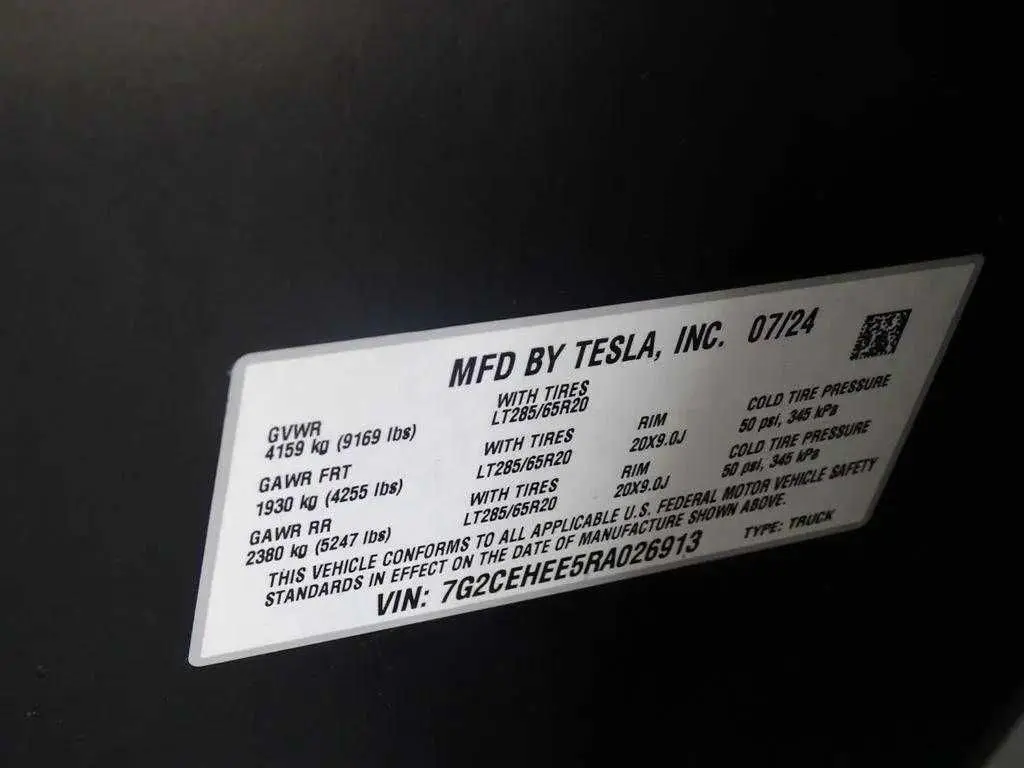 MFD BY TESLA, INC. 07/24
GVWR
4159 kg (9169 lbs)
WITH TIRES
LT285/65R20
GAWR FRT
1930 kg (4255 lbs)
WITH TIRES
LT285/65R20
RIM
20X9.0J
COLD TIRE PRESSURE
50 psi, 345 kPa
GAWR RR
2380 kg (5247 lbs)
WITH TIRES
LT285/65R20
RIM
20X9.0J
COLD TIRE PRESSURE
50 psi, 345 kPa
THIS VEHICLE CONFORMS TO ALL APPLICABLE U.S. FEDERAL MOTOR VEHICLE SAFETY
STANDARDS IN EFFECT ON THE DATE OF MANUFACTURE SHOWN ABOVE.
VIN: 7G2CEHEE5RA026913 TYPE: TRUCK